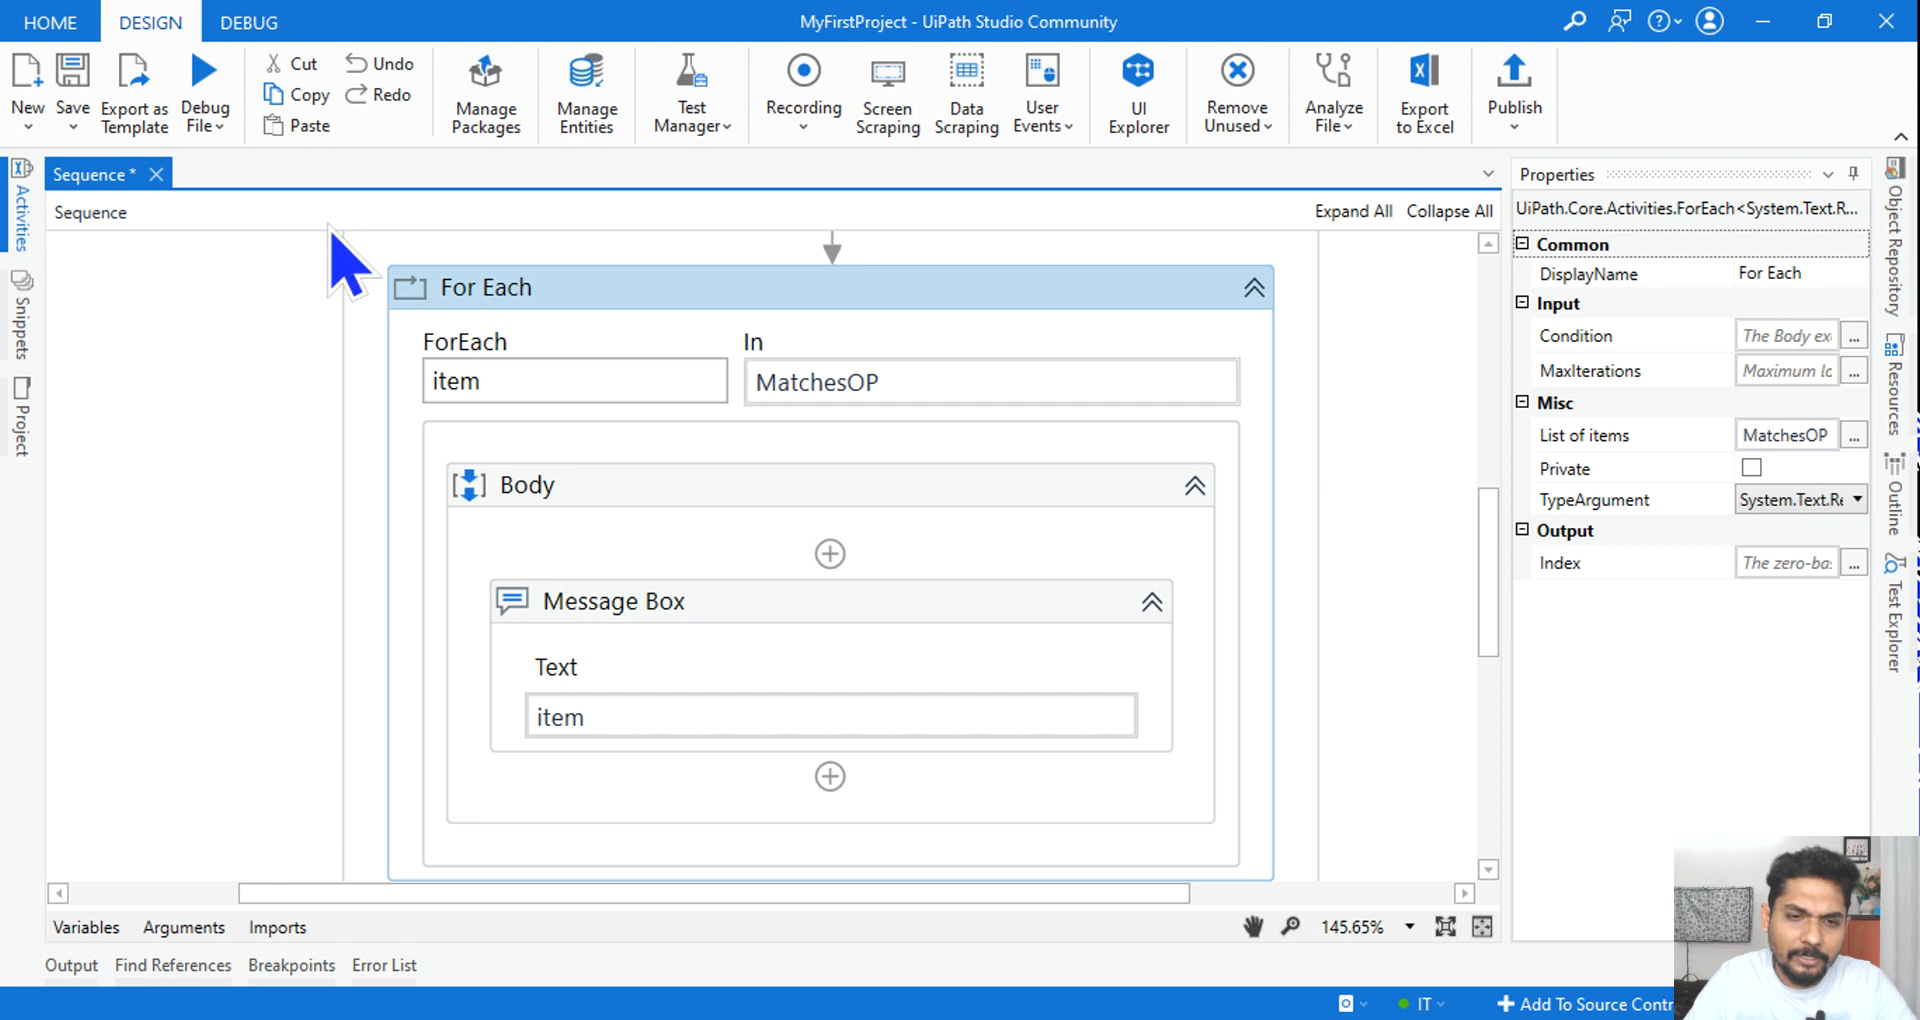 HOME DESIGN DEBUG MyFirstProject - UiPath Studio Community
New Save Export as Template Debug File Cut Copy Paste Undo Redo Manage Packages Manage Entities Test Manager Recording Screen Scraping Data Scraping User Events UI Explorer Remove Unused Analyze File Export to Excel Publish
Activities
Snippets
Project
Sequence *
Sequence Expand All Collapse All
For Each
ForEach In
item MatchesOP
Body
Message Box
Text
item
Variables Arguments Imports 145.65%
Output Find References Breakpoints Error List
Properties
UiPath.Core.Activities.ForEach<System.Text.R...
Common
DisplayName For Each
Input
Condition The Body ex
MaxIterations Maximum lo
Misc
List of items MatchesOP ...
Private
TypeArgument System.Text.Re
Output
Index The zero-ba: ...
Object Repository
Resources
Outline
Test Explorer
IT Add To Source Contr